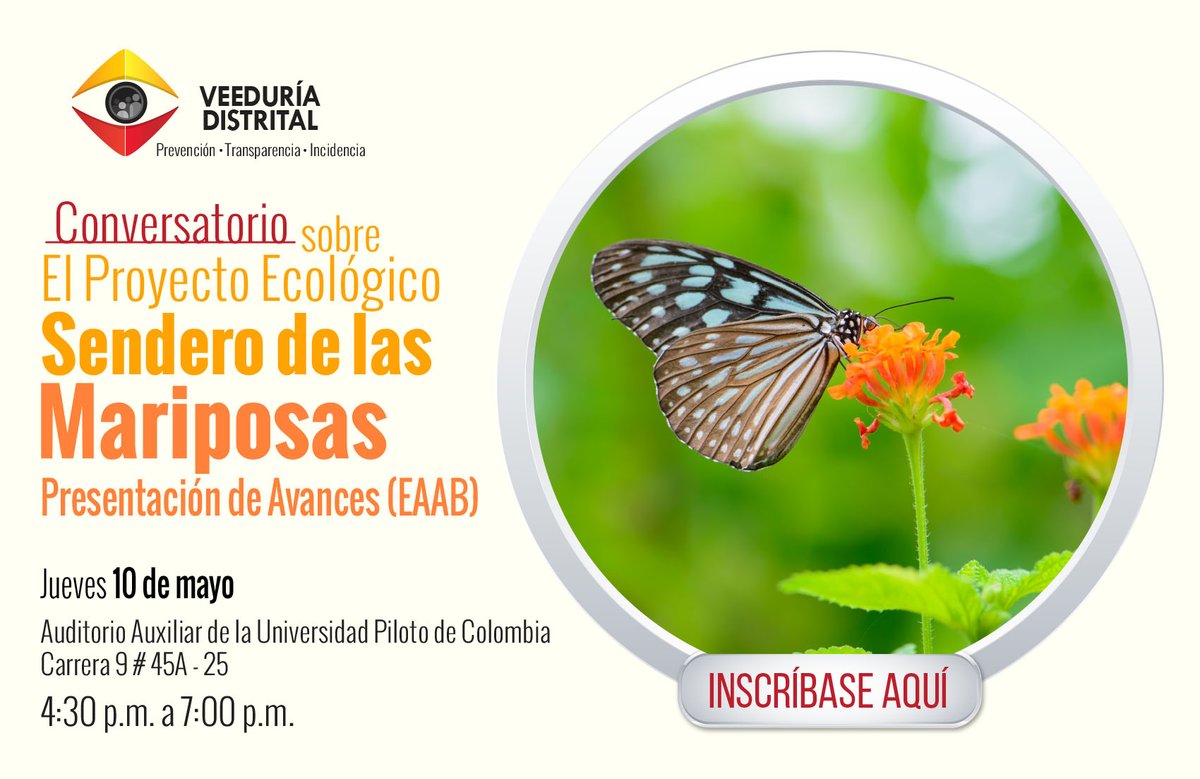 VEEDURÍA
DISTRITAL
Prevención • Transparencia • Incidencia
Conversatorio sobre
El Proyecto Ecológico
Sendero de las
Mariposas
Presentación de Avances (EAAB)
Jueves 10 de mayo
Auditorio Auxiliar de la Universidad Piloto de Colombia
Carrera 9 # 45A - 25
4:30 p.m. a 7:00 p.m.
INSCRÍBASE AQUÍ